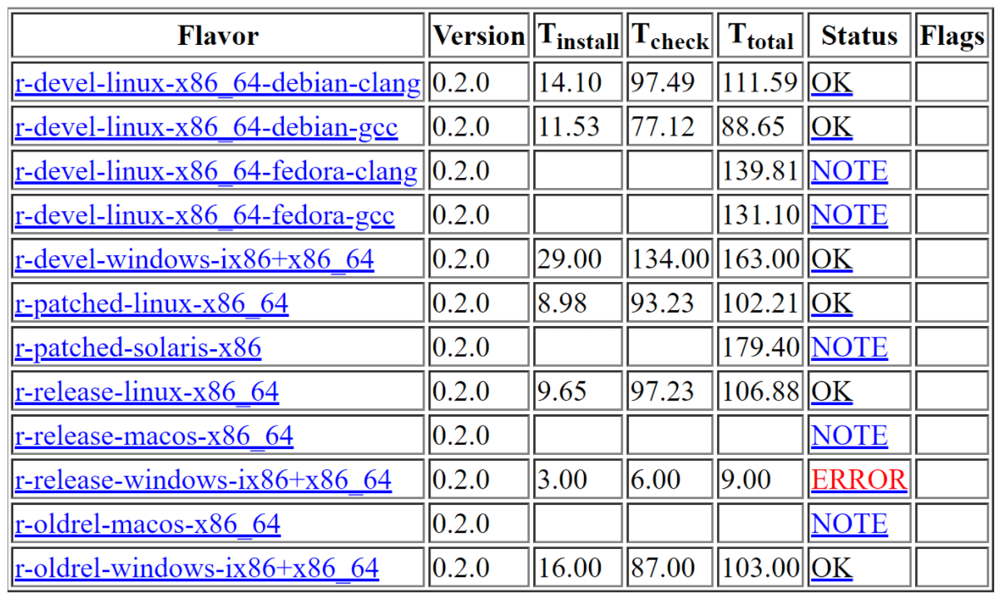 Flavor Version Tinstall Tcheck Ttotal Status Flags
r-devel-linux-x86_64-debian-clang 0.2.0 14.10 97.49 111.59 OK
r-devel-linux-x86_64-debian-gcc 0.2.0 11.53 77.12 88.65 OK
r-devel-linux-x86_64-fedora-clang 0.2.0 139.81 NOTE
r-devel-linux-x86_64-fedora-gcc 0.2.0 131.10 NOTE
r-devel-windows-ix86+x86_64 0.2.0 29.00 134.00 163.00 OK
r-patched-linux-x86_64 0.2.0 8.98 93.23 102.21 OK
r-patched-solaris-x86 0.2.0 179.40 NOTE
r-release-linux-x86_64 0.2.0 9.65 97.23 106.88 OK
r-release-macos-x86_64 0.2.0 NOTE
r-release-windows-ix86+x86_64 0.2.0 3.00 6.00 9.00 ERROR
r-oldrel-macos-x86_64 0.2.0 NOTE
r-oldrel-windows-ix86+x86_64 0.2.0 16.00 87.00 103.00 OK